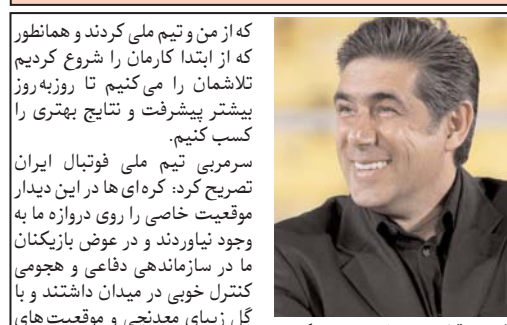 که از من و تیم ملی کردند و همانطور
که از ابتدا کارمان را شروع کردیم
تلاشمان را می‌کنیم تا روزبه‌روز
بیشتر پیشرفت و نتایج بهتری را
کسب کنیم.
سرمربی تیم ملی فوتبال ایران
تصریح کرد: کره‌ای ها در این دیدار
موقعیت خاصی را روی دروازه ما به
وجود نیاوردند و در عوض بازیکنان
ما در سازماندهی دفاعی و هجومی
کنترل خوبی در میدان داشتند و با
گل زیبای معدنچی و موقعیت‌های